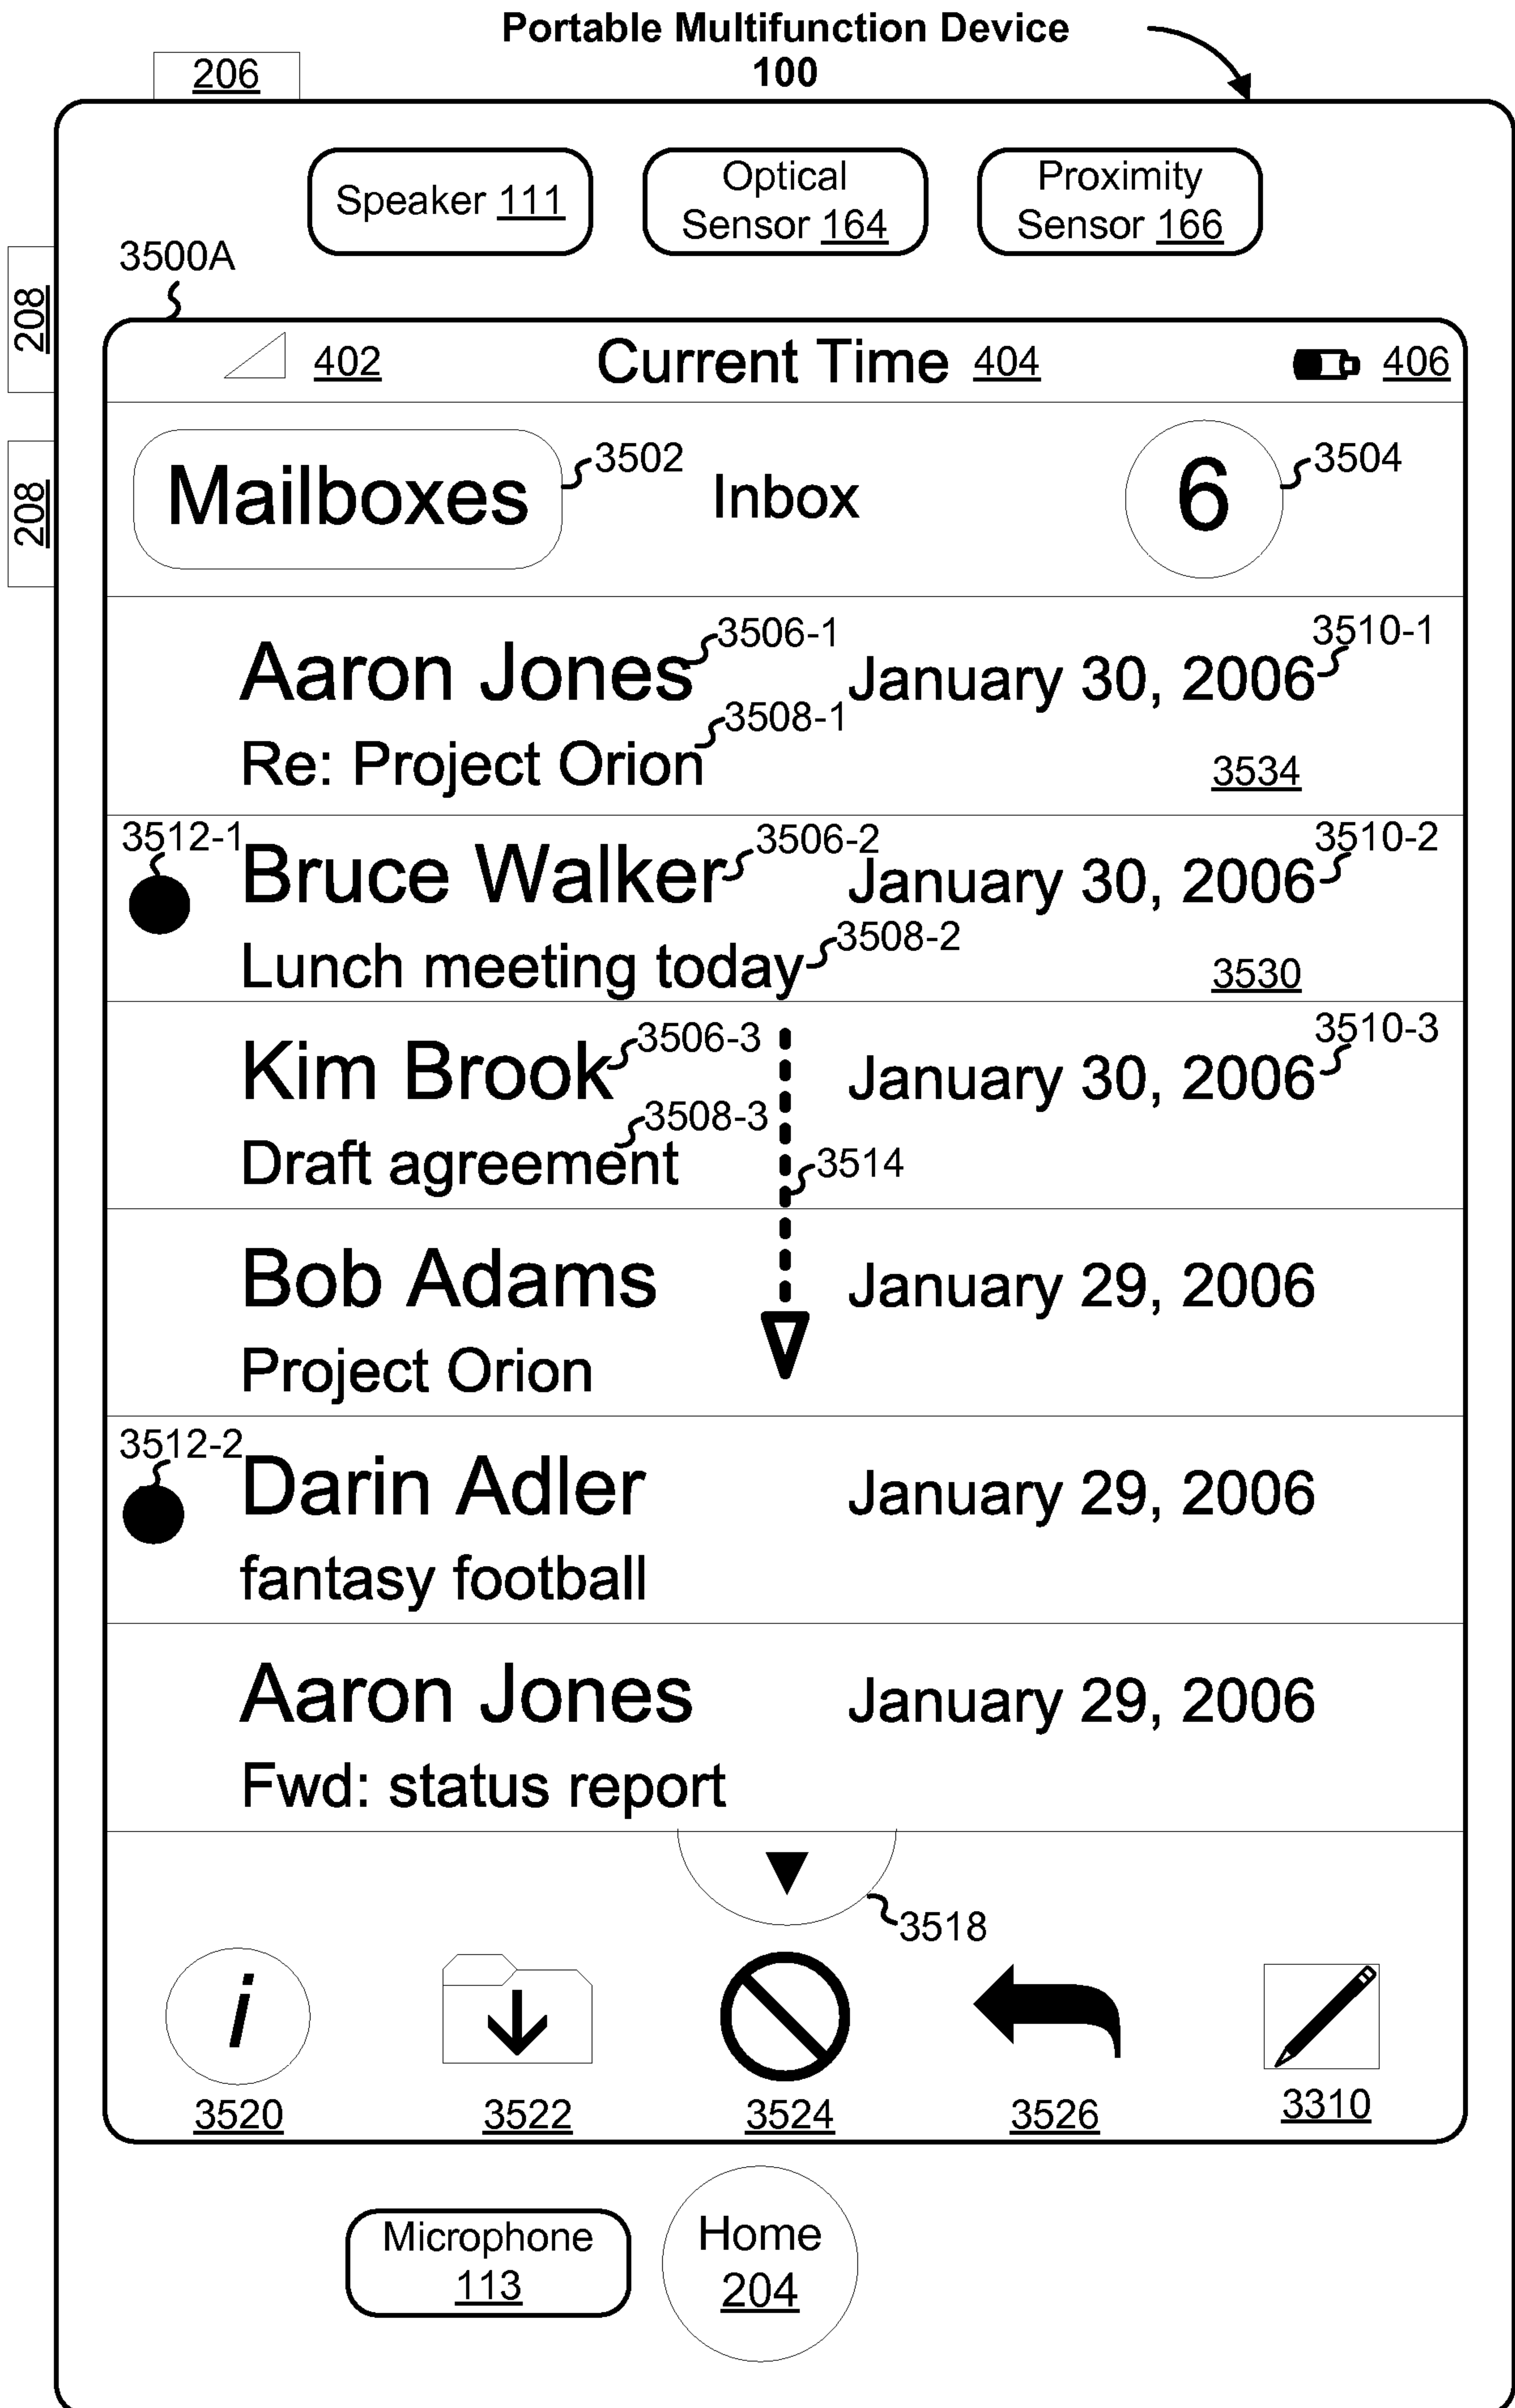 Portable Multifunction Device
100
206
Speaker 111
Optical
Sensor 164
Proximity
Sensor 166
3500A
208
208
402
Current Time 404
406
Mailboxes
3502
Inbox
6
3504
Aaron Jones
3506-1
January 30, 2006
3510-1
Re: Project Orion
3508-1
3534
3512-1
Bruce Walker
3506-2
January 30, 2006
3510-2
Lunch meeting today
3508-2
3530
Kim Brook
3506-3
January 30, 2006
3510-3
Draft agreement
3508-3
3514
Bob Adams
January 29, 2006
Project Orion
3512-2
Darin Adler
January 29, 2006
fantasy football
Aaron Jones
January 29, 2006
Fwd: status report
3518
i
3520
3522
3524
3526
3310
Microphone
113
Home
204